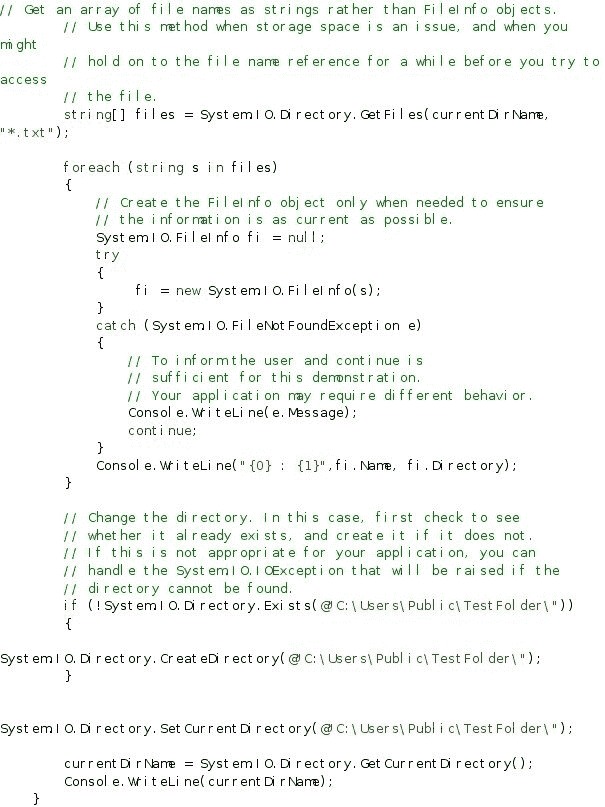 // Get an array of file names as strings rather than FileInfo objects.
// Use this method when storage space is an issue, and when you
might
// hold on to the file name reference for a while before you try to
access
// the file.
string[] files = System.IO.Directory.GetFiles(currentDirName,
"*.txt");
foreach (string s in files)
{
// Create the FileInfo object only when needed to ensure
// the information is as current as possible.
System.IO.FileInfo fi = null;
try
{
fi = new System.IO.FileInfo(s);
}
catch (System.IO.FileNotFoundException e)
{
// To inform the user and continue is
// sufficient for this demonstration.
// Your application may require different behavior.
Console.WriteLine(e.Message);
continue;
}
Console.WriteLine("{0} : {1}",fi.Name, fi.Directory);
}
// Change the directory. In this case, first check to see
// whether it already exists, and create it if it does not.
// If this is not appropriate for your application, you can
// handle the System.IO.IOException that will be raised if the
// directory cannot be found.
if (!System.IO.Directory.Exists(@"C:\Users\Public\TestFolder\"))
{
System.IO.Directory.CreateDirectory(@"C:\Users\Public\TestFolder\");
}
System.IO.Directory.SetCurrentDirectory(@"C:\Users\Public\TestFolder\");
currentDirName = System.IO.Directory.GetCurrentDirectory();
Console.WriteLine(currentDirName);
}